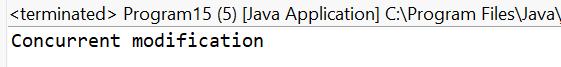 <terminated> Program15 (5) [Java Application] C:\Program Files\Java\
Concurrent modification